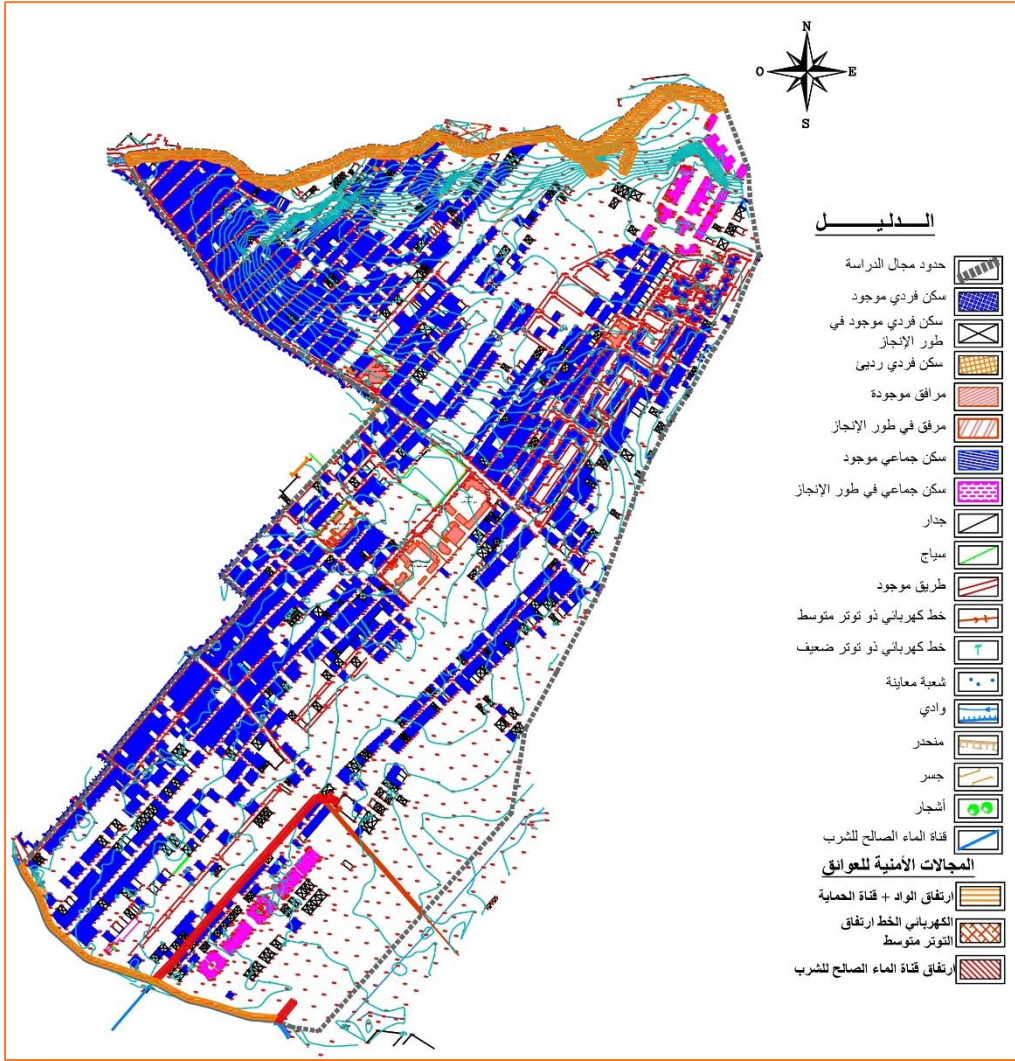 N
O
E
S
الـدليــــل
حدود مجال الدراسة
سكن فردي موجود
سكن فردي موجود في
طور الإنجاز
سكن فردي رديئ
مرافق موجودة
مرفق في طور الإنجاز
سكن جماعي موجود
سكن جماعي في طور الإنجاز
جدار
سياج
طريق موجود
خط كهربائي ذو توتر متوسط
خط كهربائي ذو توتر ضعيف
شعبة معاينة
وادي
منحدر
جسر
أشجار
قناة الماء الصالح للشرب
المجالات الأمنية للعوائق
ارتفاق الواد + قناة الحماية
الكهربائي الخط ارتفاق
التوتر متوسط
ارتفاق قناة الماء الصالح للشرب